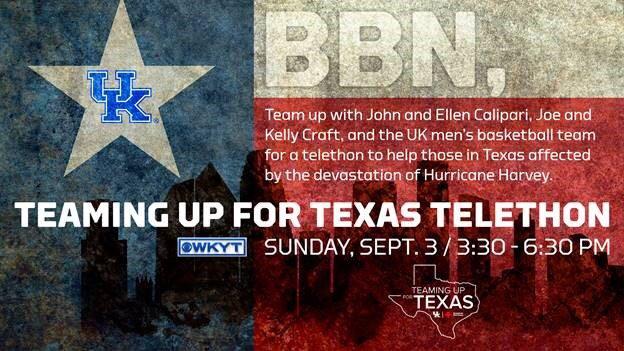 BBN,
UK
Team up with John and Ellen Calipari, Joe and
Kelly Craft, and the UK men's basketball team
for a telethon to help those in Texas affected
by the devastation of Hurricane Harvey.
TEAMING UP FOR TEXAS TELETHON
WKYT
SUNDAY, SEPT. 3 / 3:30 - 6:30 PM
TEAMING UP
FOR TEXAS
UK